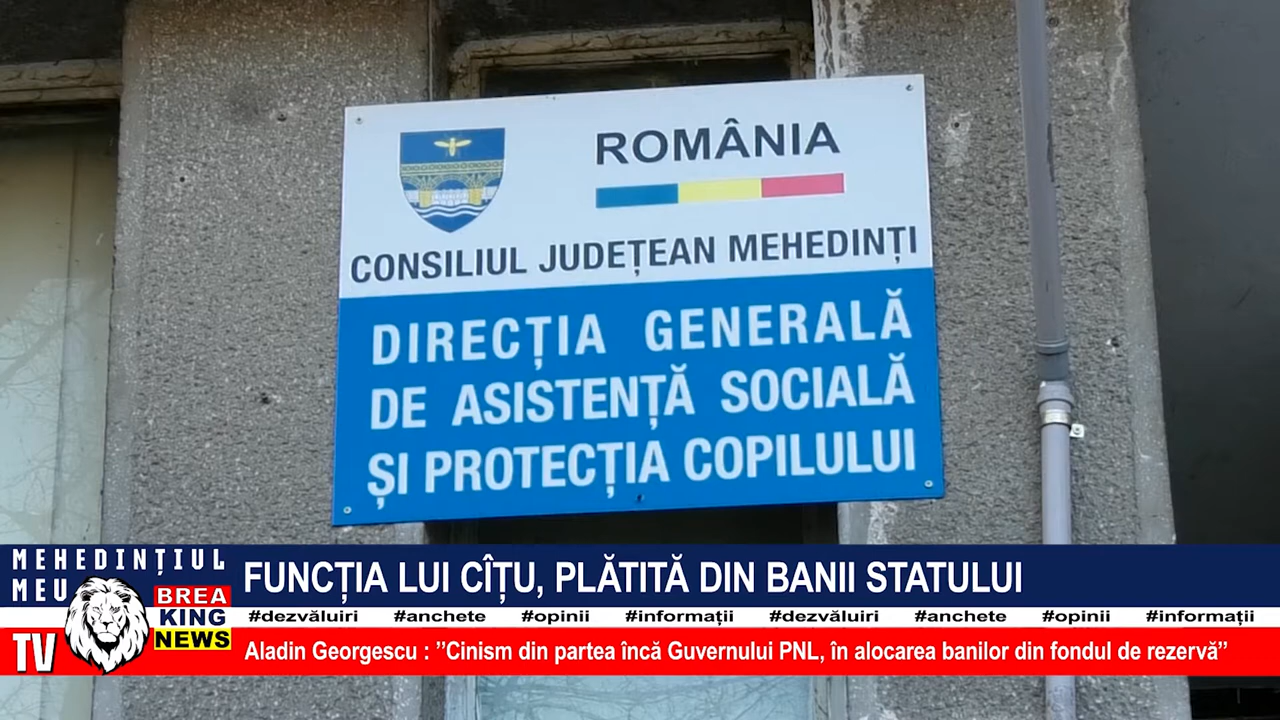 ROMÂNIA
CONSILIUL JUDEȚEAN MEHEDINȚI
DIRECȚIA GENERALĂ
DE ASISTENȚĂ SOCIALĂ
ȘI PROTECȚIA COPILULUI
MEHEDINȚIUL
MEU
TV
BREA
KING
NEWS
FUNCȚIA LUI CÎȚU, PLĂTITĂ DIN BANII STATULUI
#dezvăluiri #anchete #opinii #informații #dezvăluiri #anchete #opinii #informații
Aladin Georgescu : ”Cinism din partea încă Guvernului PNL, în alocarea banilor din fondul de rezervă”